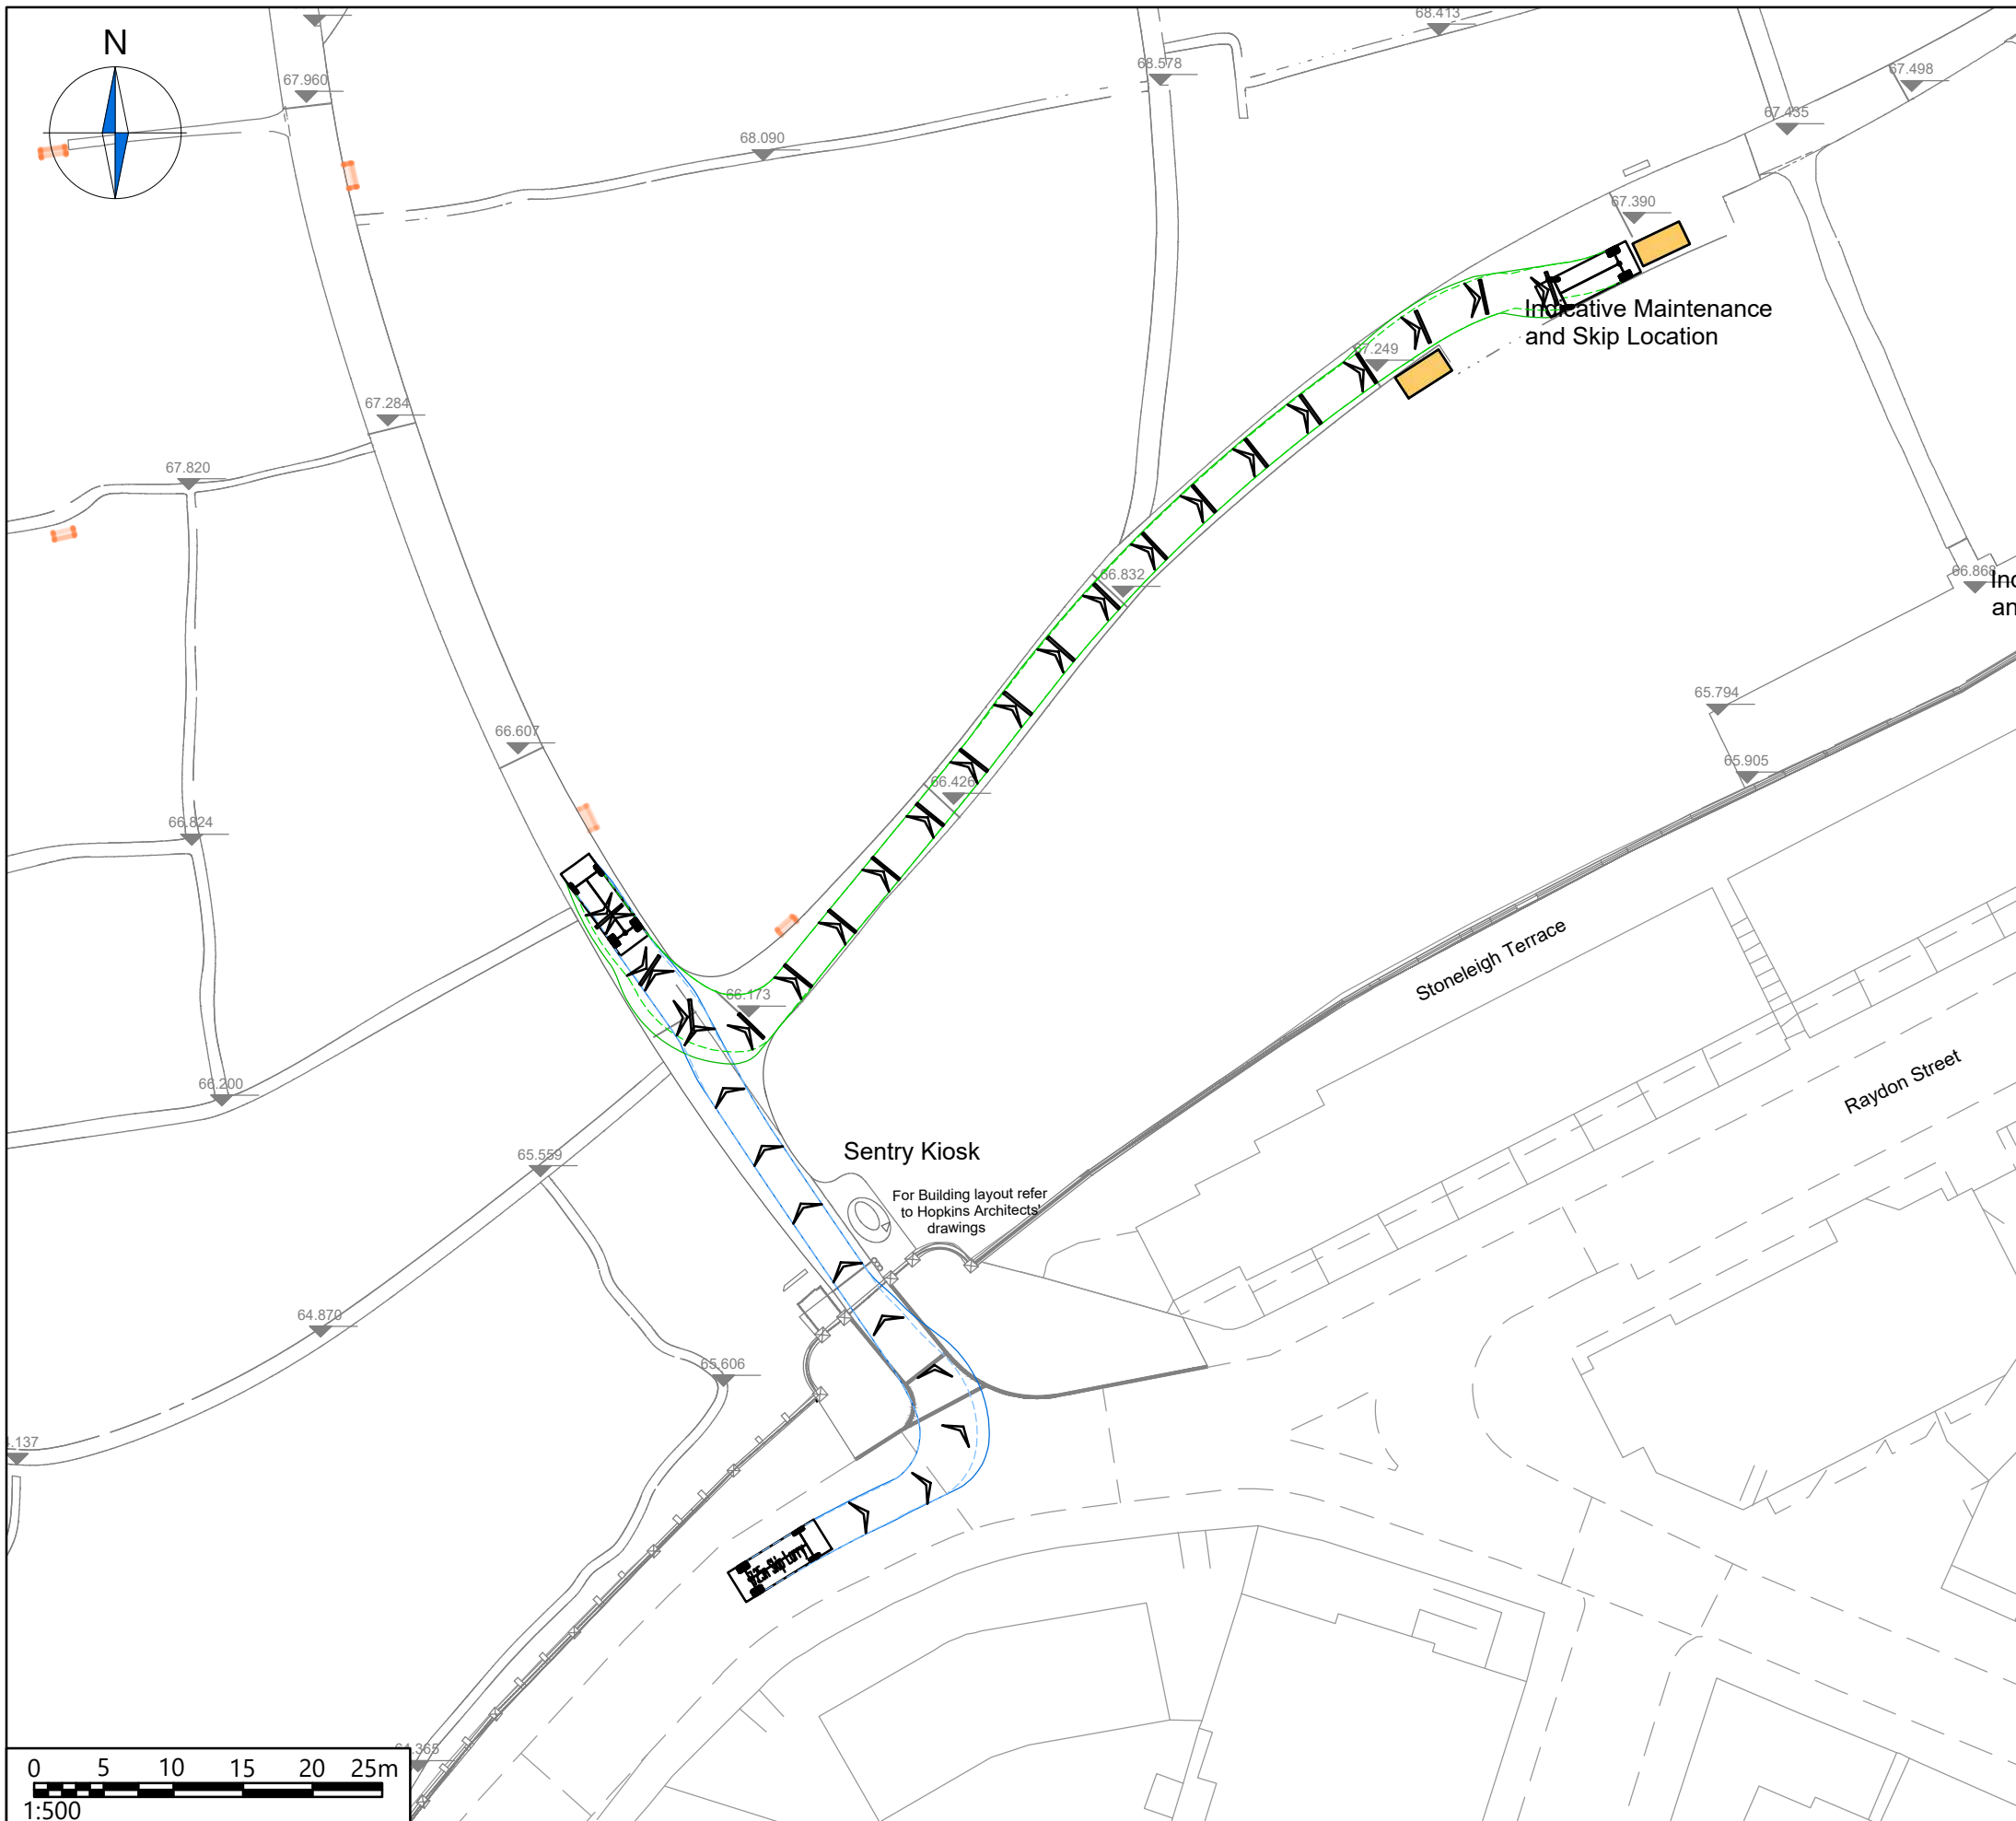 68.413
N
68.578
67.960
67.498
67.435
68.090
67.390
Indicative Maintenance
and Skip Location
67.249
67.284
67.820
66.832
66.868
65.794
66.607
65.905
66.426
66.824
Stoneleigh Terrace
66.173
Raydon Street
66.200
Sentry Kiosk
65.559
For Building layout refer
to Hopkins Architects'
drawings
64.870
65.606
.137
64.365
0 5 10 15 20 25m
1:500